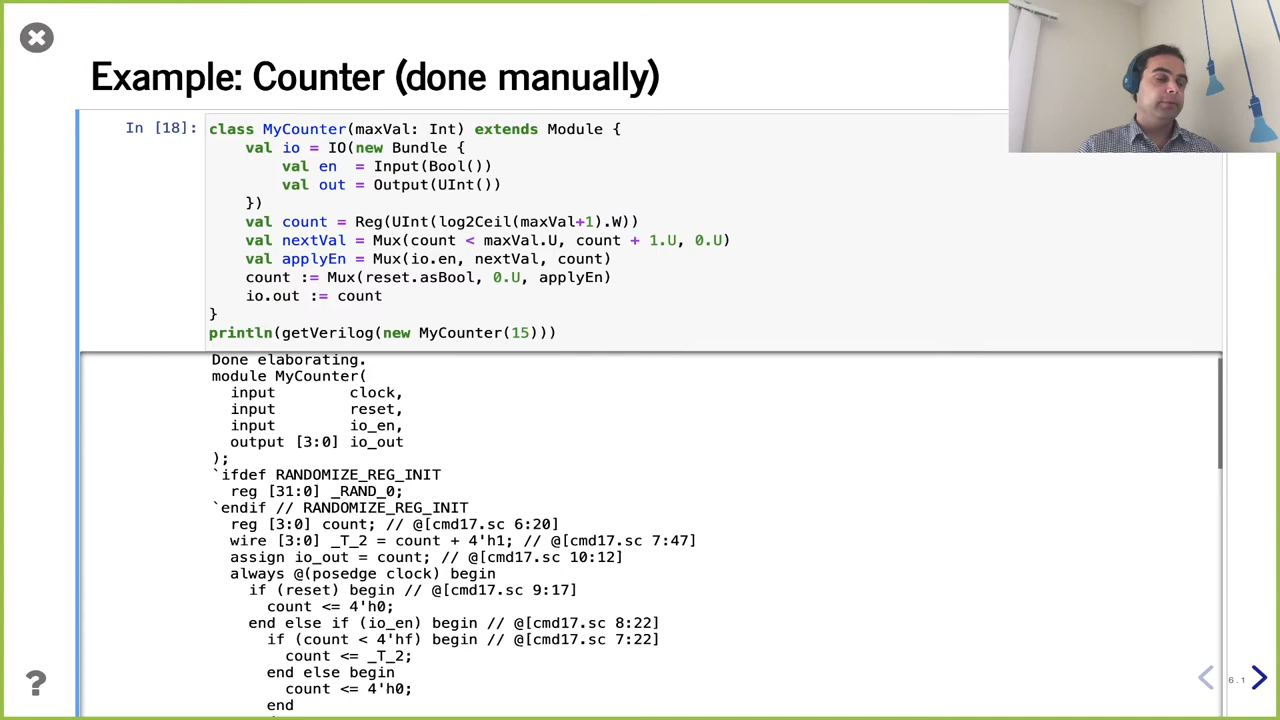 Example: Counter (done manually)
In [18]:
class MyCounter(maxVal: Int) extends Module {
    val io = IO(new Bundle {
        val en  = Input(Bool())
        val out = Output(UInt())
    })
    val count = Reg(UInt(log2Ceil(maxVal+1).W))
    val nextVal = Mux(count < maxVal.U, count + 1.U, 0.U)
    val applyEn = Mux(io.en, nextVal, count)
    count := Mux(reset.asBool, 0.U, applyEn)
    io.out := count
}
println(getVerilog(new MyCounter(15)))
Done elaborating.
module MyCounter(
  input        clock,
  input        reset,
  input        io_en,
  output [3:0] io_out
);
`ifdef RANDOMIZE_REG_INIT
  reg [31:0] _RAND_0;
`endif // RANDOMIZE_REG_INIT
  reg [3:0] count; // @[cmd17.sc 6:20]
  wire [3:0] _T_2 = count + 4'h1; // @[cmd17.sc 7:47]
  assign io_out = count; // @[cmd17.sc 10:12]
  always @(posedge clock) begin
    if (reset) begin // @[cmd17.sc 9:17]
      count <= 4'h0;
    end else if (io_en) begin // @[cmd17.sc 8:22]
      if (count < 4'hf) begin // @[cmd17.sc 7:22]
        count <= _T_2;
      end else begin
        count <= 4'h0;
      end
?
6.1